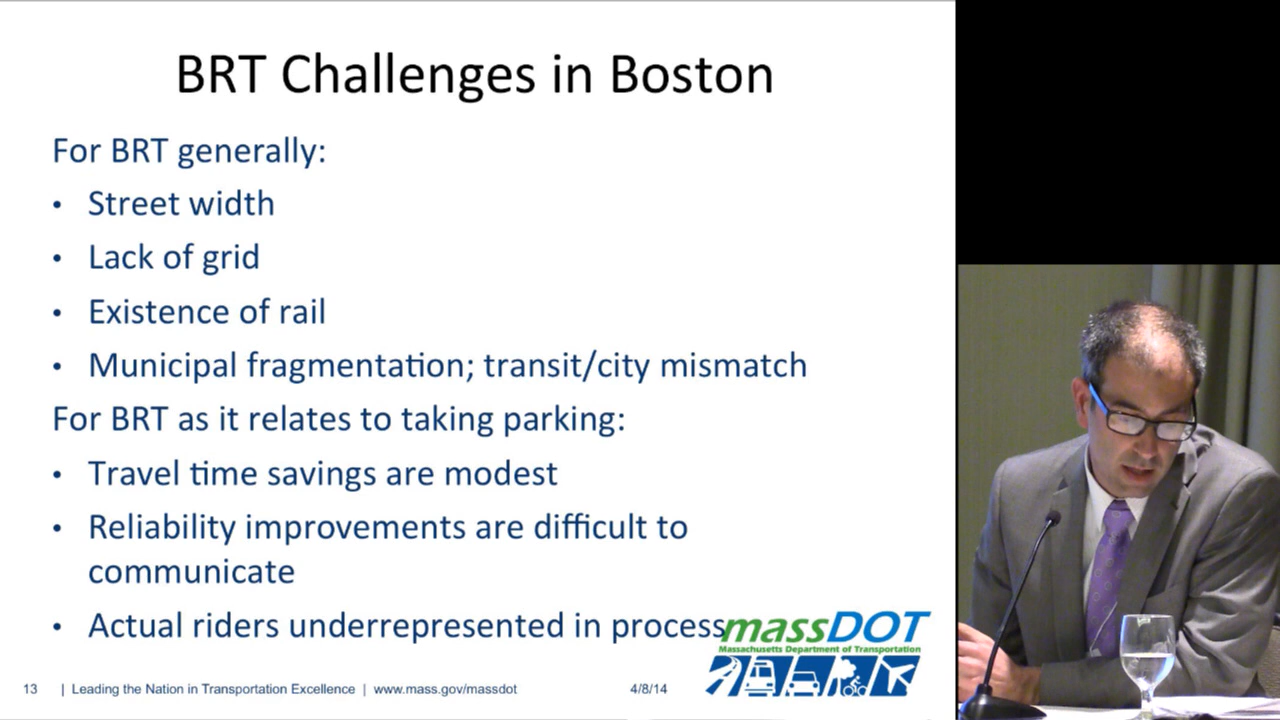 BRT Challenges in Boston
For BRT generally:
• Street width
• Lack of grid
• Existence of rail
• Municipal fragmentation; transit/city mismatch
For BRT as it relates to taking parking:
• Travel time savings are modest
• Reliability improvements are difficult to
communicate
• Actual riders underrepresented in process
massDOT
Massachusetts Department of Transportation
13 | Leading the Nation in Transportation Excellence | www.mass.gov/massdot 4/8/14